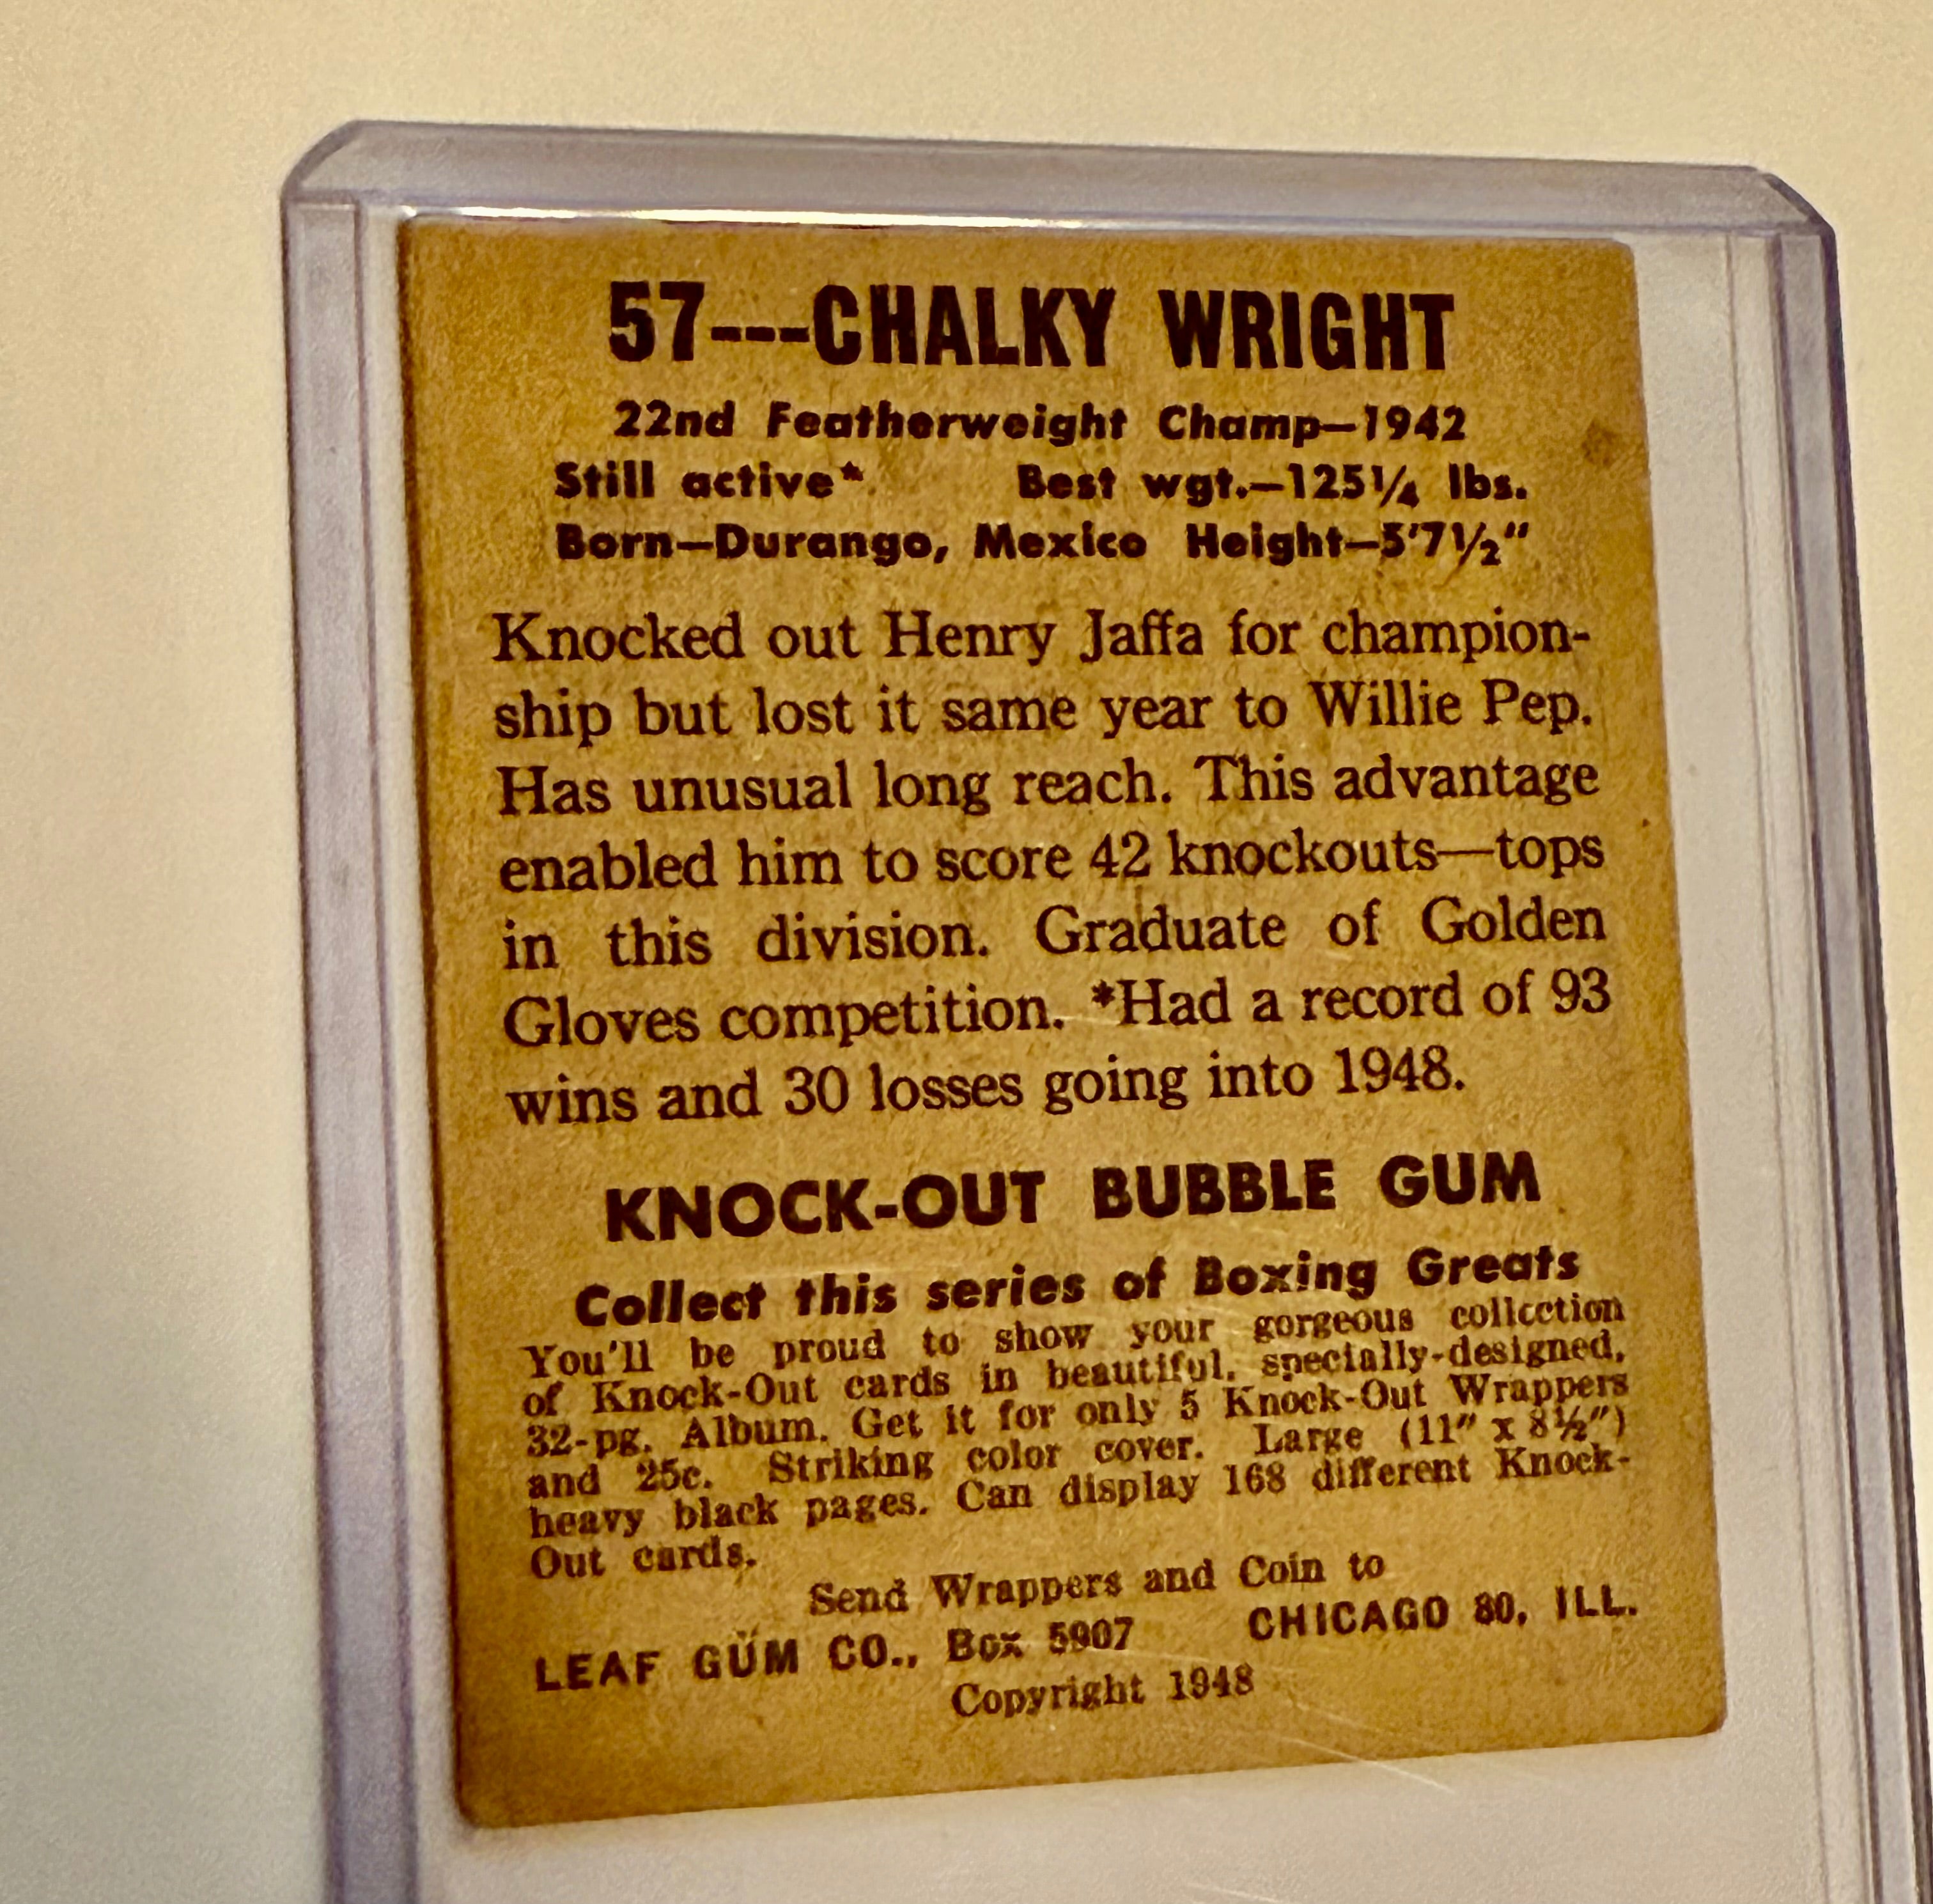 57---CHALKY WRIGHT
22nd Featherweight Champ—1942
Still active* Best wgt.—125¼ lbs.
Born—Durango, Mexico Height—5'7½"
Knocked out Henry Jaffa for champion-
ship but lost it same year to Willie Pep.
Has unusual long reach. This advantage
enabled him to score 42 knockouts—tops
in this division. Graduate of Golden
Gloves competition. *Had a record of 93
wins and 30 losses going into 1948.
KNOCK-OUT BUBBLE GUM
Collect this series of Boxing Greats
You'll be proud to show your gorgeous collection
of Knock-Out cards in beautiful, specially-designed,
32-pg. Album. Get it for only 5 Knock-Out Wrappers
and 25c. Striking color cover. Large (11" x 8½")
heavy black pages. Can display 168 different Knock-
Out cards.
Send Wrappers and Coin to
LEAF GUM CO., Box 5907 CHICAGO 80, ILL.
Copyright 1948